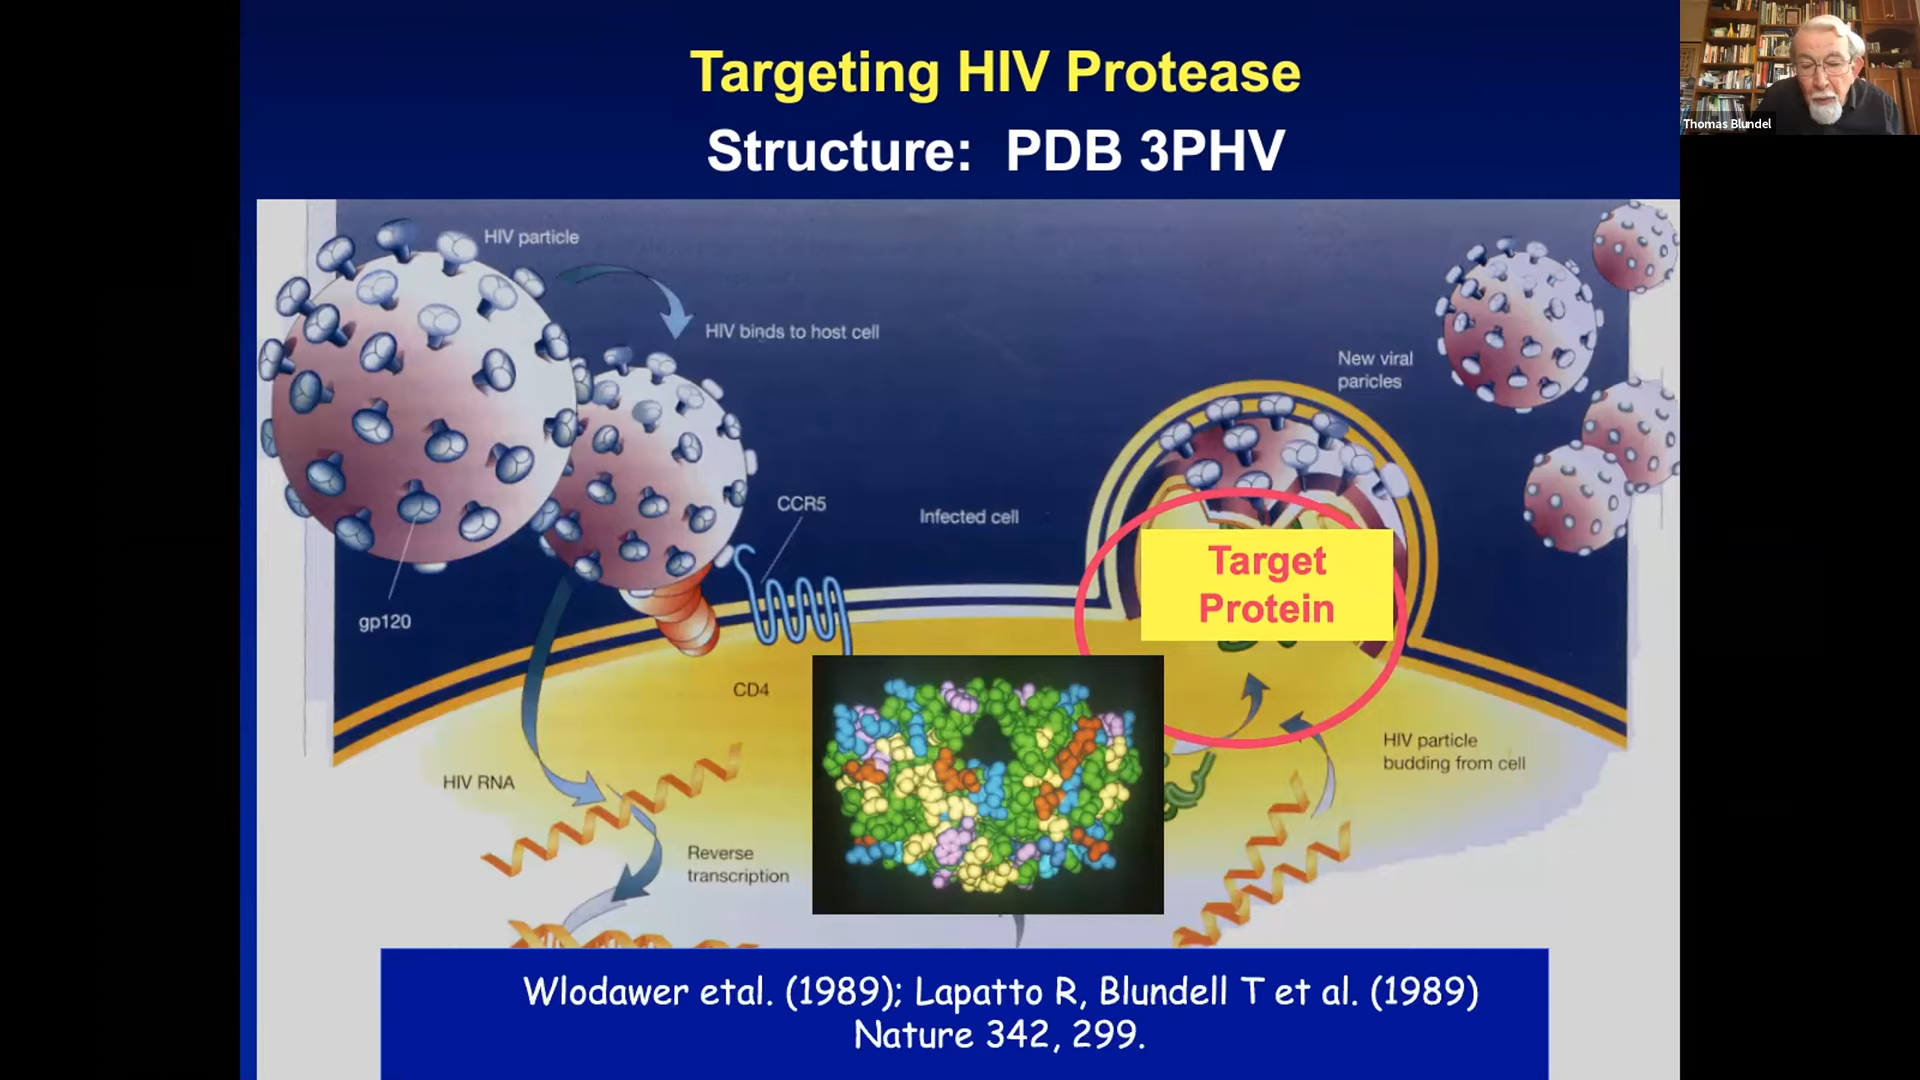 Targeting HIV Protease
Structure: PDB 3PHV
Thomas Blundel
HIV particle
HIV binds to host cell
New viral
paricles
CCR5
Infected cell
Target
Protein
gp120
CD4
HIV particle
budding from cell
HIV RNA
Reverse
transcription
Wlodawer etal. (1989); Lapatto R, Blundell T et al. (1989)
Nature 342, 299.